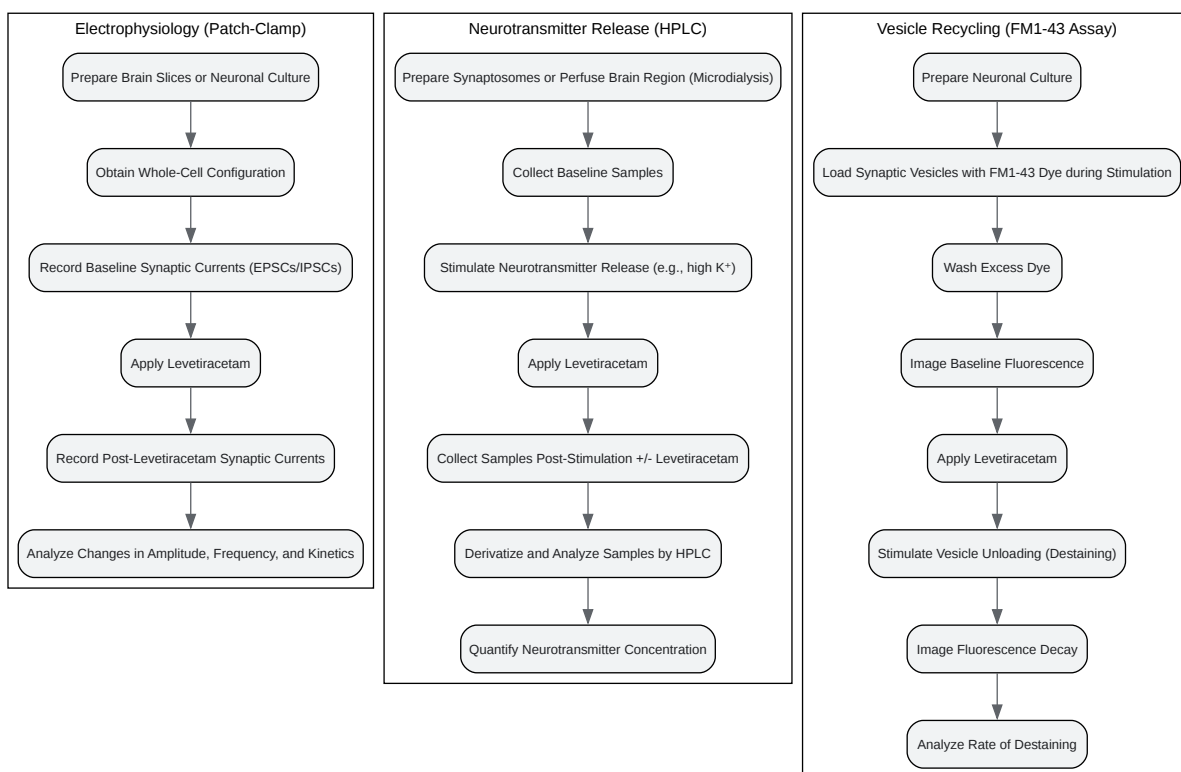 Electrophysiology (Patch-Clamp)
Prepare Brain Slices or Neuronal Culture
Obtain Whole-Cell Configuration
Record Baseline Synaptic Currents (EPSCs/IPSCs)
Apply Levetiracetam
Record Post-Levetiracetam Synaptic Currents
Analyze Changes in Amplitude, Frequency, and Kinetics
Neurotransmitter Release (HPLC)
Prepare Synaptosomes or Perfuse Brain Region (Microdialysis)
Collect Baseline Samples
Stimulate Neurotransmitter Release (e.g., high K⁺)
Apply Levetiracetam
Collect Samples Post-Stimulation +/- Levetiracetam
Derivatize and Analyze Samples by HPLC
Quantify Neurotransmitter Concentration
Vesicle Recycling (FM1-43 Assay)
Prepare Neuronal Culture
Load Synaptic Vesicles with FM1-43 Dye during Stimulation
Wash Excess Dye
Image Baseline Fluorescence
Apply Levetiracetam
Stimulate Vesicle Unloading (Destaining)
Image Fluorescence Decay
Analyze Rate of Destaining